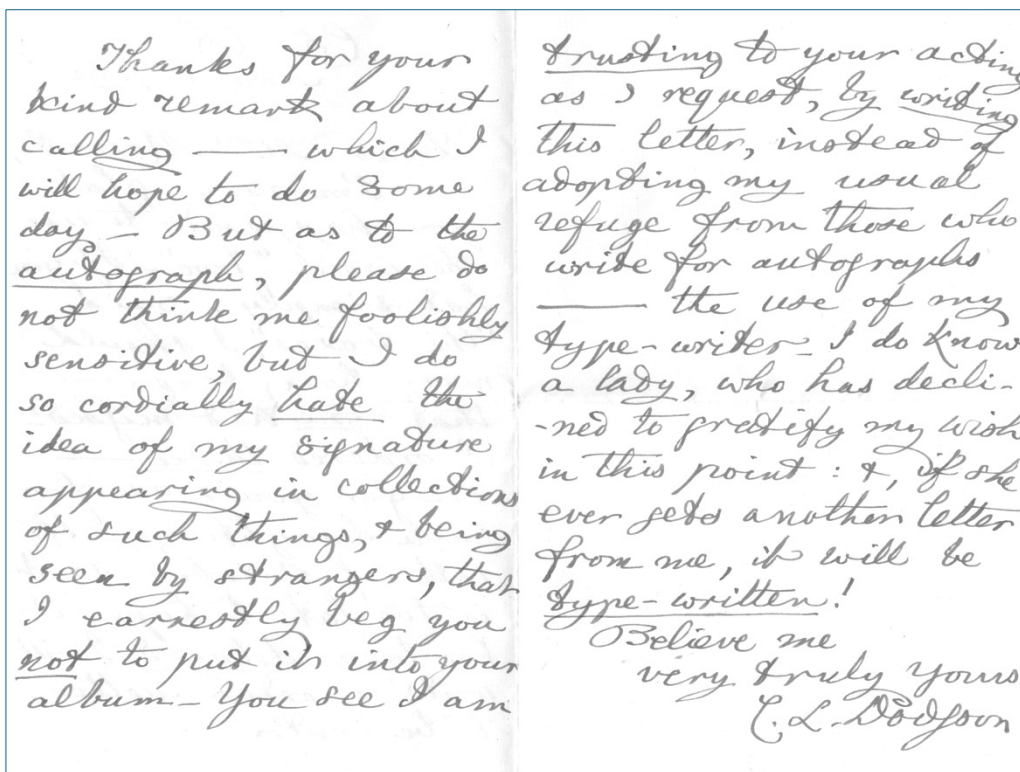 Thanks for your
kind remark about
calling —— which I
will hope to do some
day — But as to the
autograph, please do
not think me foolishly
sensitive, but I do
so cordially hate the
idea of my signature
appearing in collections
of such things, & being
seen by strangers, that
I earnestly beg you
not to put it into your
album — You see I am
trusting to your acting
as I request, by writing
this letter, instead of
adopting my usual
refuge from those who
write for autographs
—— the use of my
type-writer — I do know
a lady, who has decli-
-ned to gratify my wish
in this point : &, if she
ever gets another letter
from me, it will be
type-written!
Believe me
very truly yours
C. L. Dodgson